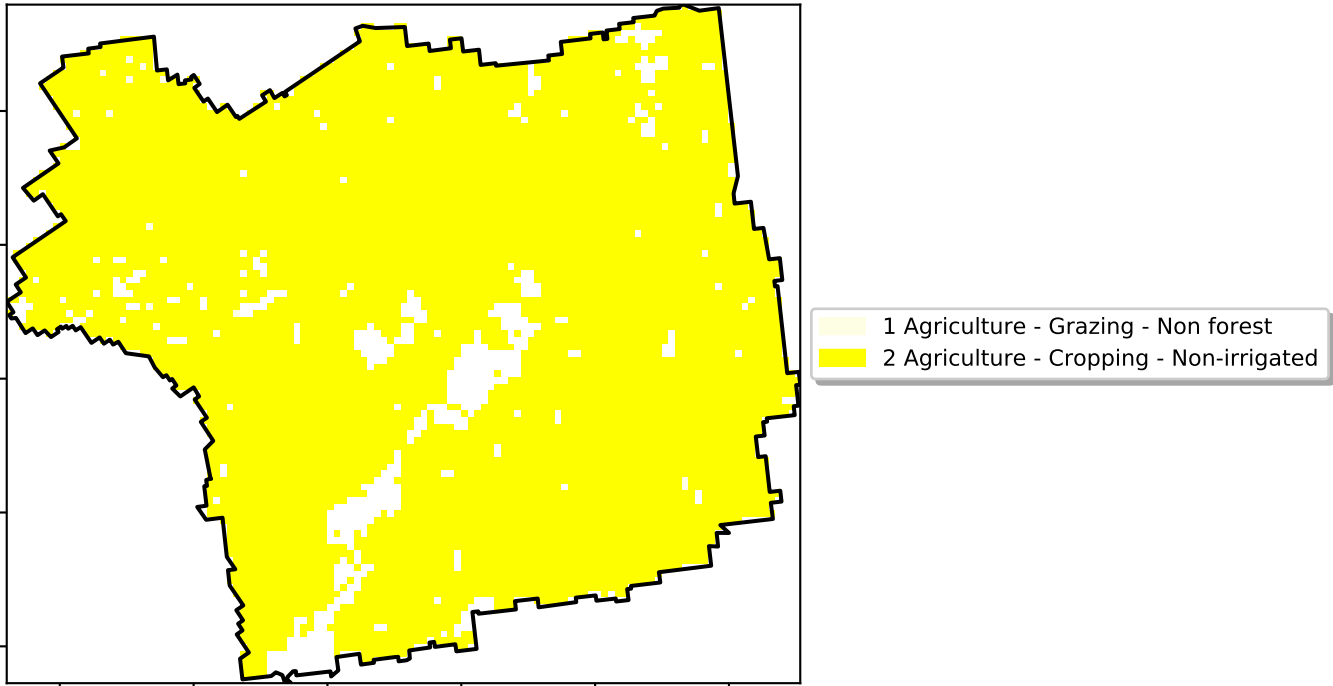 1 Agriculture - Grazing - Non forest
2 Agriculture - Cropping - Non-irrigated